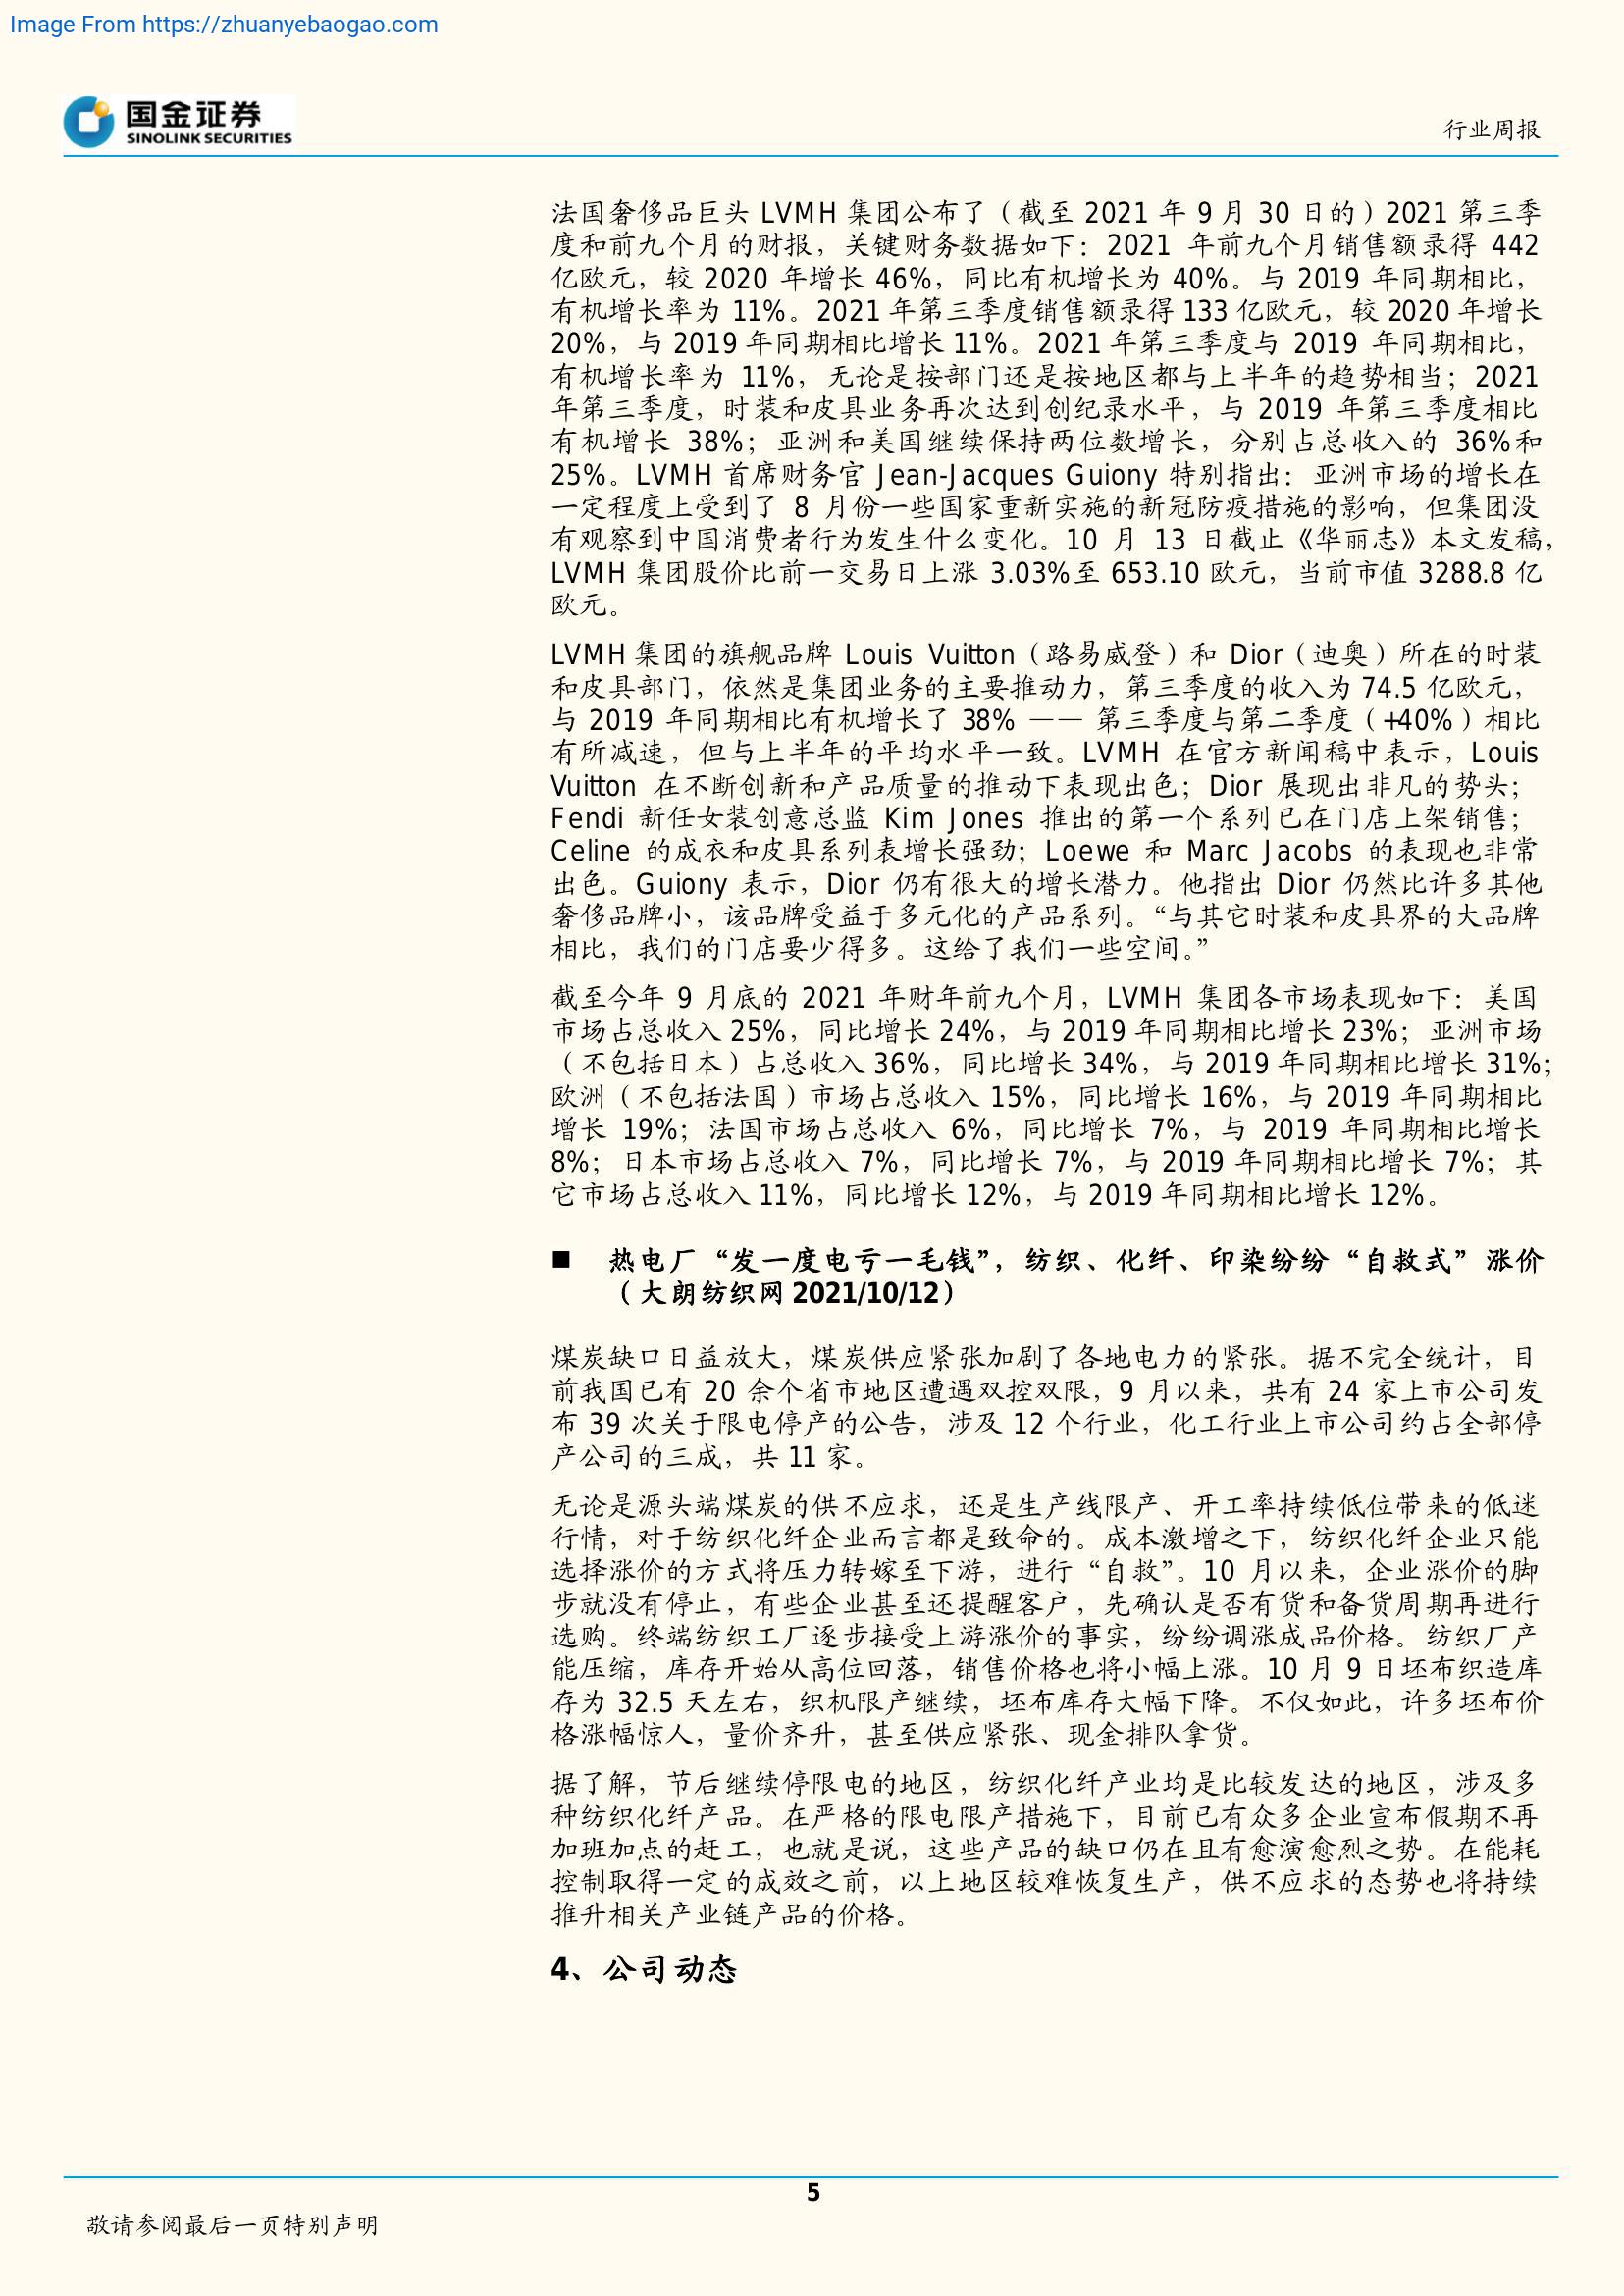 Image From https://zhuanyebaogao.com
国金证券
SINOLINK SECURITIES
行业周报
法国奢侈品巨头 LVMH 集团公布了（截至 2021 年 9 月 30 日的）2021 第三季
度和前九个月的财报，关键财务数据如下：2021 年前九个月销售额录得 442
亿欧元，较 2020 年增长 46%，同比有机增长为 40%。与 2019 年同期相比，
有机增长率为 11%。2021 年第三季度销售额录得 133 亿欧元，较 2020 年增长
20%，与 2019 年同期相比增长 11%。2021 年第三季度与 2019 年同期相比，
有机增长率为 11%，无论是按部门还是按地区都与上半年的趋势相当；2021
年第三季度，时装和皮具业务再次达到创纪录水平，与 2019 年第三季度相比
有机增长 38%；亚洲和美国继续保持两位数增长，分别占总收入的 36%和
25%。LVMH 首席财务官 Jean-Jacques Guiony 特别指出：亚洲市场的增长在
一定程度上受到了 8 月份一些国家重新实施的新冠防疫措施的影响，但集团没
有观察到中国消费者行为发生什么变化。10 月 13 日截止《华丽志》本文发稿，
LVMH 集团股价比前一交易日上涨 3.03%至 653.10 欧元，当前市值 3288.8 亿
欧元。
LVMH 集团的旗舰品牌 Louis Vuitton（路易威登）和 Dior（迪奥）所在的时装
和皮具部门，依然是集团业务的主要推动力，第三季度的收入为 74.5 亿欧元，
与 2019 年同期相比有机增长了 38% —— 第三季度与第二季度（+40%）相比
有所减速，但与上半年的平均水平一致。LVMH 在官方新闻稿中表示，Louis
Vuitton 在不断创新和产品质量的推动下表现出色；Dior 展现出非凡的势头；
Fendi 新任女装创意总监 Kim Jones 推出的第一个系列已在门店上架销售；
Celine 的成衣和皮具系列表增长强劲；Loewe 和 Marc Jacobs 的表现也非常
出色。Guiony 表示，Dior 仍有很大的增长潜力。他指出 Dior 仍然比许多其他
奢侈品牌小，该品牌受益于多元化的产品系列。“与其它时装和皮具界的大品牌
相比，我们的门店要少得多。这给了我们一些空间。”
截至今年 9 月底的 2021 年财年前九个月，LVMH 集团各市场表现如下：美国
市场占总收入 25%，同比增长 24%，与 2019 年同期相比增长 23%；亚洲市场
（不包括日本）占总收入 36%，同比增长 34%，与 2019 年同期相比增长 31%；
欧洲（不包括法国）市场占总收入 15%，同比增长 16%，与 2019 年同期相比
增长 19%；法国市场占总收入 6%，同比增长 7%，与 2019 年同期相比增长
8%；日本市场占总收入 7%，同比增长 7%，与 2019 年同期相比增长 7%；其
它市场占总收入 11%，同比增长 12%，与 2019 年同期相比增长 12%。
■ 热电厂“发一度电亏一毛钱”，纺织、化纤、印染纷纷“自救式”涨价
（大朗纺织网 2021/10/12）
煤炭缺口日益放大，煤炭供应紧张加剧了各地电力的紧张。据不完全统计，目
前我国已有 20 余个省市地区遭遇双控双限，9 月以来，共有 24 家上市公司发
布 39 次关于限电停产的公告，涉及 12 个行业，化工行业上市公司约占全部停
产公司的三成，共 11 家。
无论是源头端煤炭的供不应求，还是生产线限产、开工率持续低位带来的低迷
行情，对于纺织化纤企业而言都是致命的。成本激增之下，纺织化纤企业只能
选择涨价的方式将压力转嫁至下游，进行“自救”。10 月以来，企业涨价的脚
步就没有停止，有些企业甚至还提醒客户，先确认是否有货和备货周期再进行
选购。终端纺织工厂逐步接受上游涨价的事实，纷纷调涨成品价格。纺织厂产
能压缩，库存开始从高位回落，销售价格也将小幅上涨。10 月 9 日坯布织造库
存为 32.5 天左右，织机限产继续，坯布库存大幅下降。不仅如此，许多坯布价
格涨幅惊人，量价齐升，甚至供应紧张、现金排队拿货。
据了解，节后继续停限电的地区，纺织化纤产业均是比较发达的地区，涉及多
种纺织化纤产品。在严格的限电限产措施下，目前已有众多企业宣布假期不再
加班加点的赶工，也就是说，这些产品的缺口仍在且有愈演愈烈之势。在能耗
控制取得一定的成效之前，以上地区较难恢复生产，供不应求的态势也将持续
推升相关产业链产品的价格。
4、公司动态
5
敬请参阅最后一页特别声明